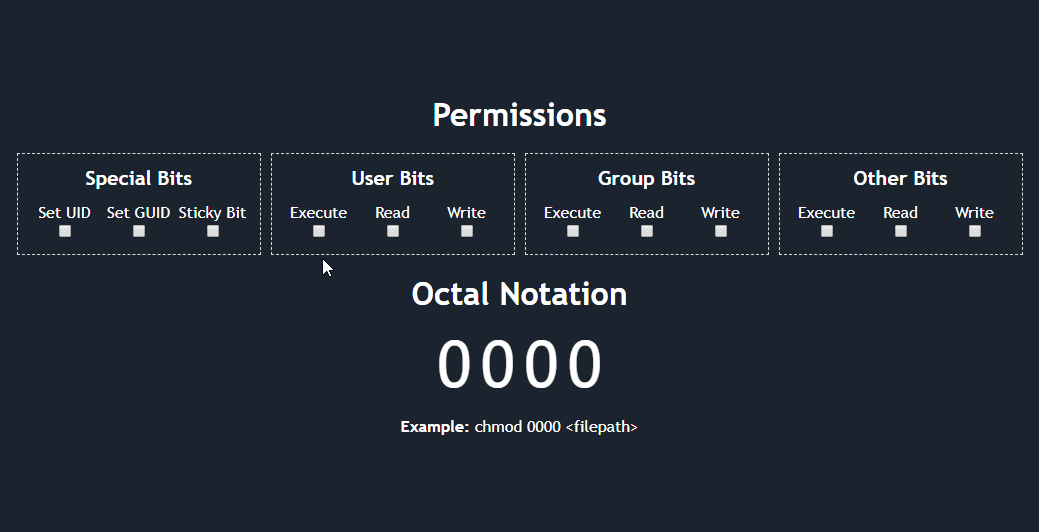 Permissions
Special Bits
Set UID Set GUID Sticky Bit
User Bits
Execute Read Write
Group Bits
Execute Read Write
Other Bits
Execute Read Write
Octal Notation
0000
Example: chmod 0000 <filepath>